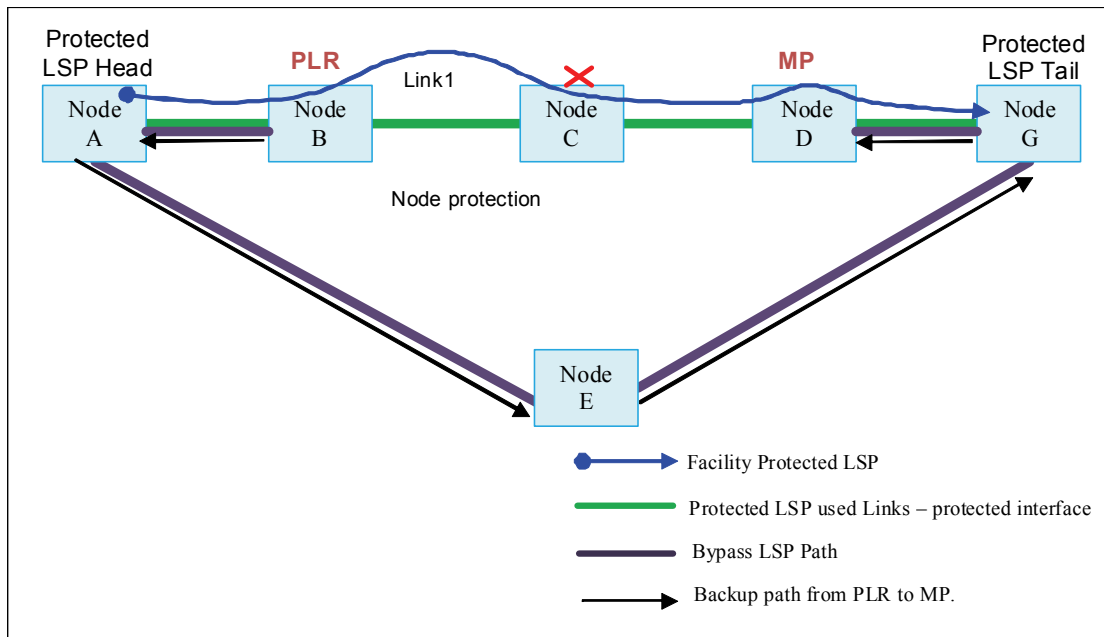 Protected
LSP Head
PLR
Link1
MP
Protected
LSP Tail
Node
A
Node
B
Node
C
Node
D
Node
G
Node protection
Node
E
Facility Protected LSP
Protected LSP used Links – protected interface
Bypass LSP Path
Backup path from PLR to MP.